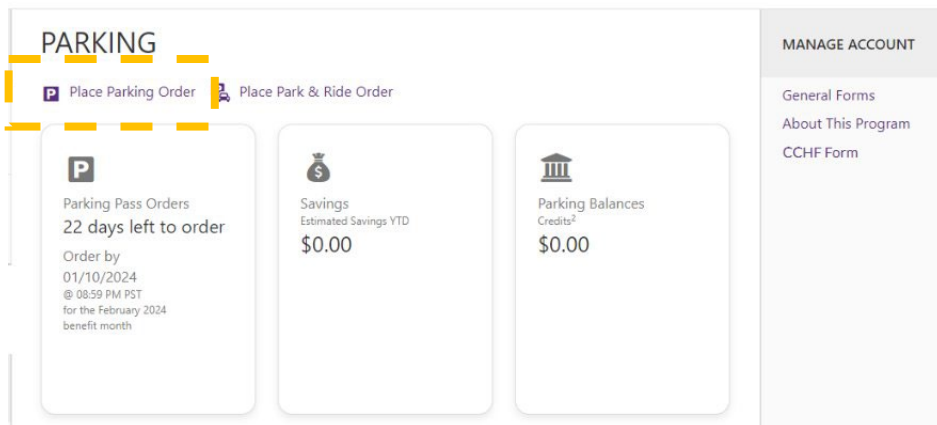 PARKING
P Place Parking Order Place Park & Ride Order
P
Parking Pass Orders
22 days left to order
Order by
01/10/2024
@ 08:59 PM PST
for the February 2024
benefit month
$
Savings
Estimated Savings YTD
$0.00
Parking Balances
Credits²
$0.00
MANAGE ACCOUNT
General Forms
About This Program
CCHF Form